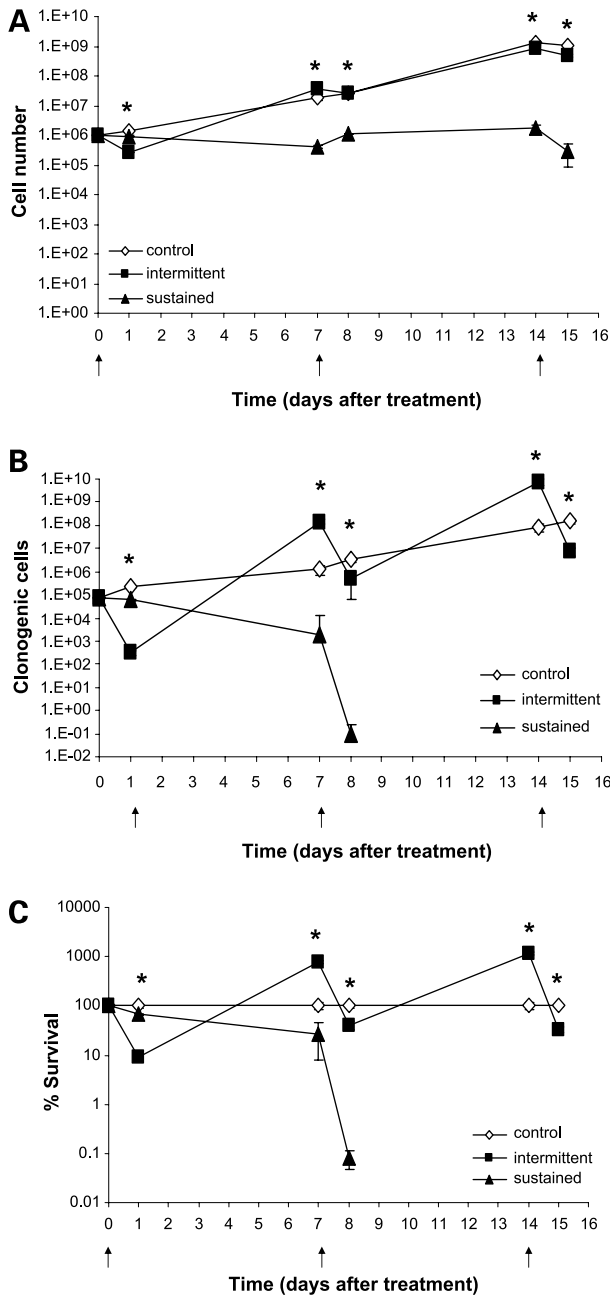 A
1.E+10
1.E+09
1.E+08
1.E+07
1.E+06
1.E+05
1.E+04
1.E+03
1.E+02
1.E+01
1.E+00
Cell number
* * * * *
control
intermittent
sustained
0 1 2 3 4 5 6 7 8 9 10 11 12 13 14 15 16
Time (days after treatment)
B
1.E+10
1.E+09
1.E+08
1.E+07
1.E+06
1.E+05
1.E+04
1.E+03
1.E+02
1.E+01
1.E+00
1.E-01
1.E-02
Clonogenic cells
* * * * *
control
intermittent
sustained
0 1 2 3 4 5 6 7 8 9 10 11 12 13 14 15 16
Time (days after treatment)
C
10000
1000
100
10
1
0.1
0.01
% Survival
* * * * *
control
intermittent
sustained
0 1 2 3 4 5 6 7 8 9 10 11 12 13 14 15 16
Time (days after treatment)